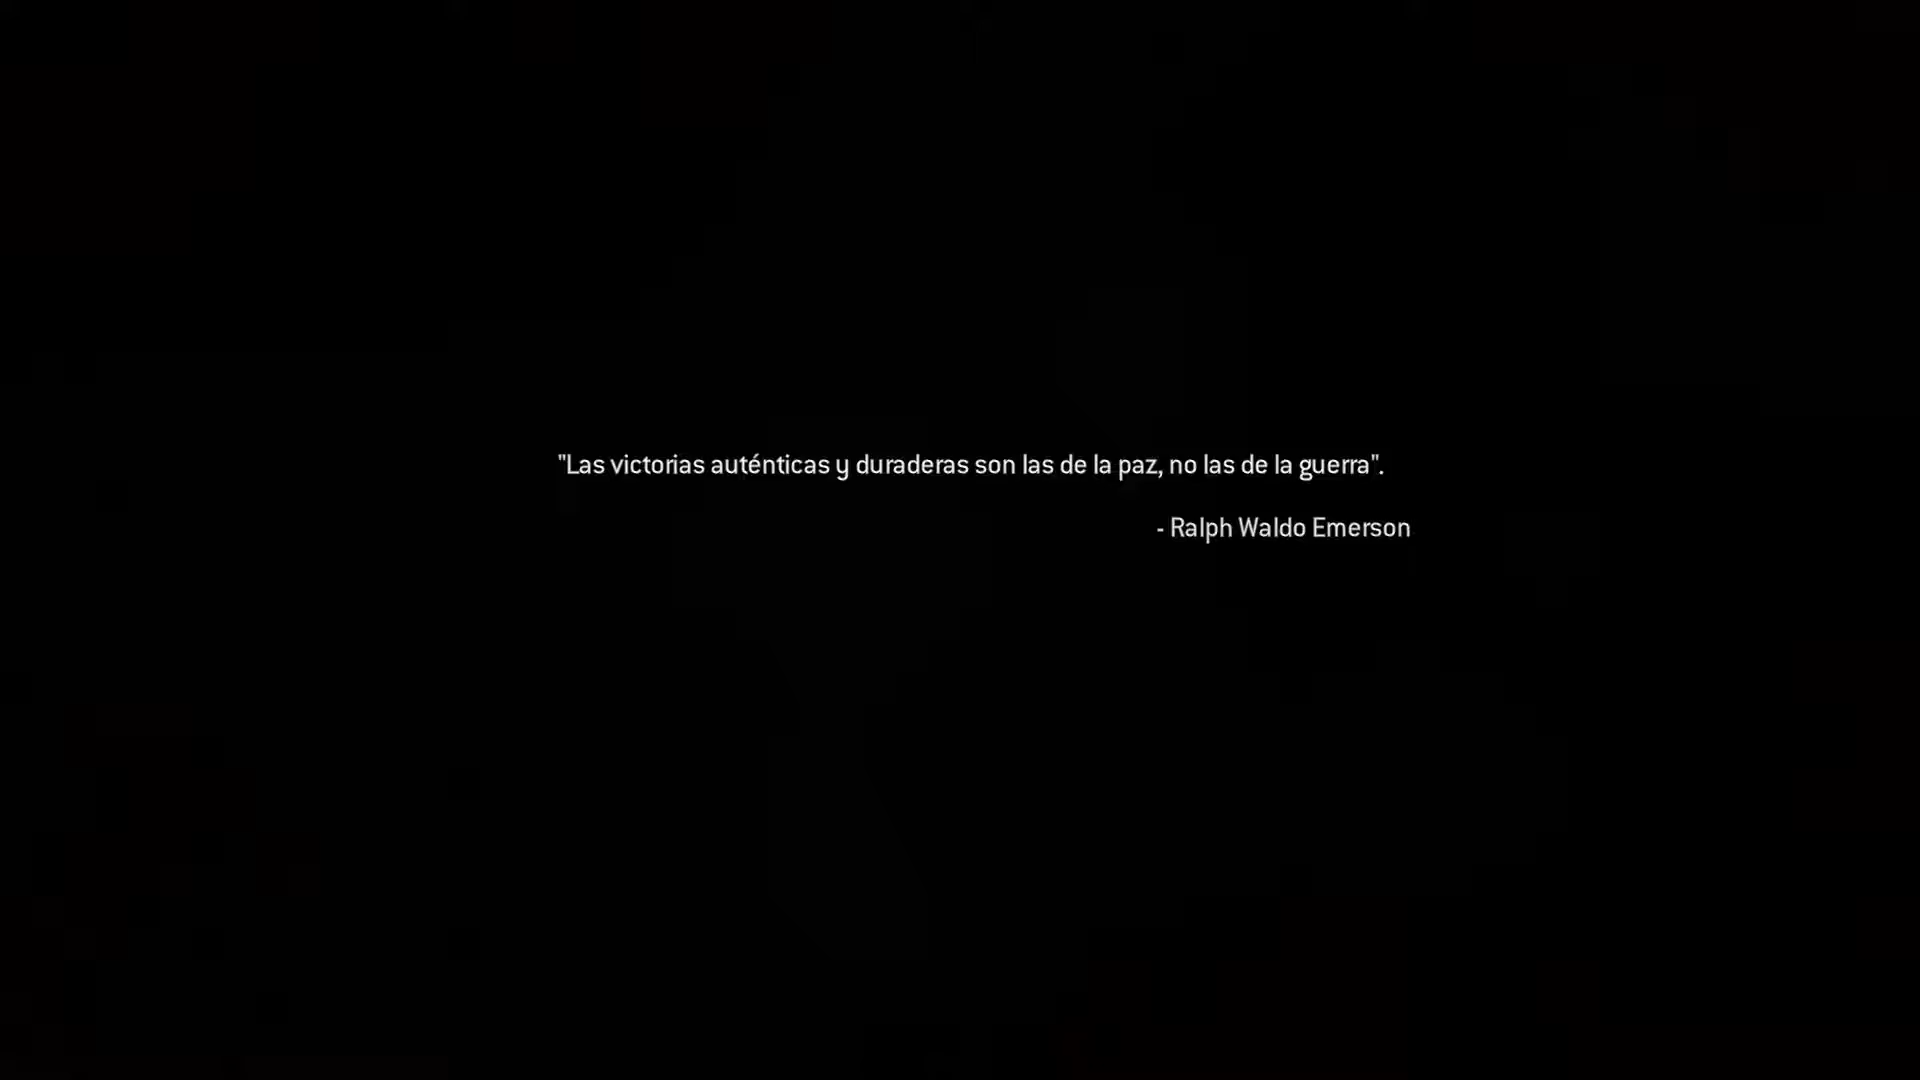 "Las victorias auténticas y duraderas son las de la paz, no las de la guerra".
- Ralph Waldo Emerson